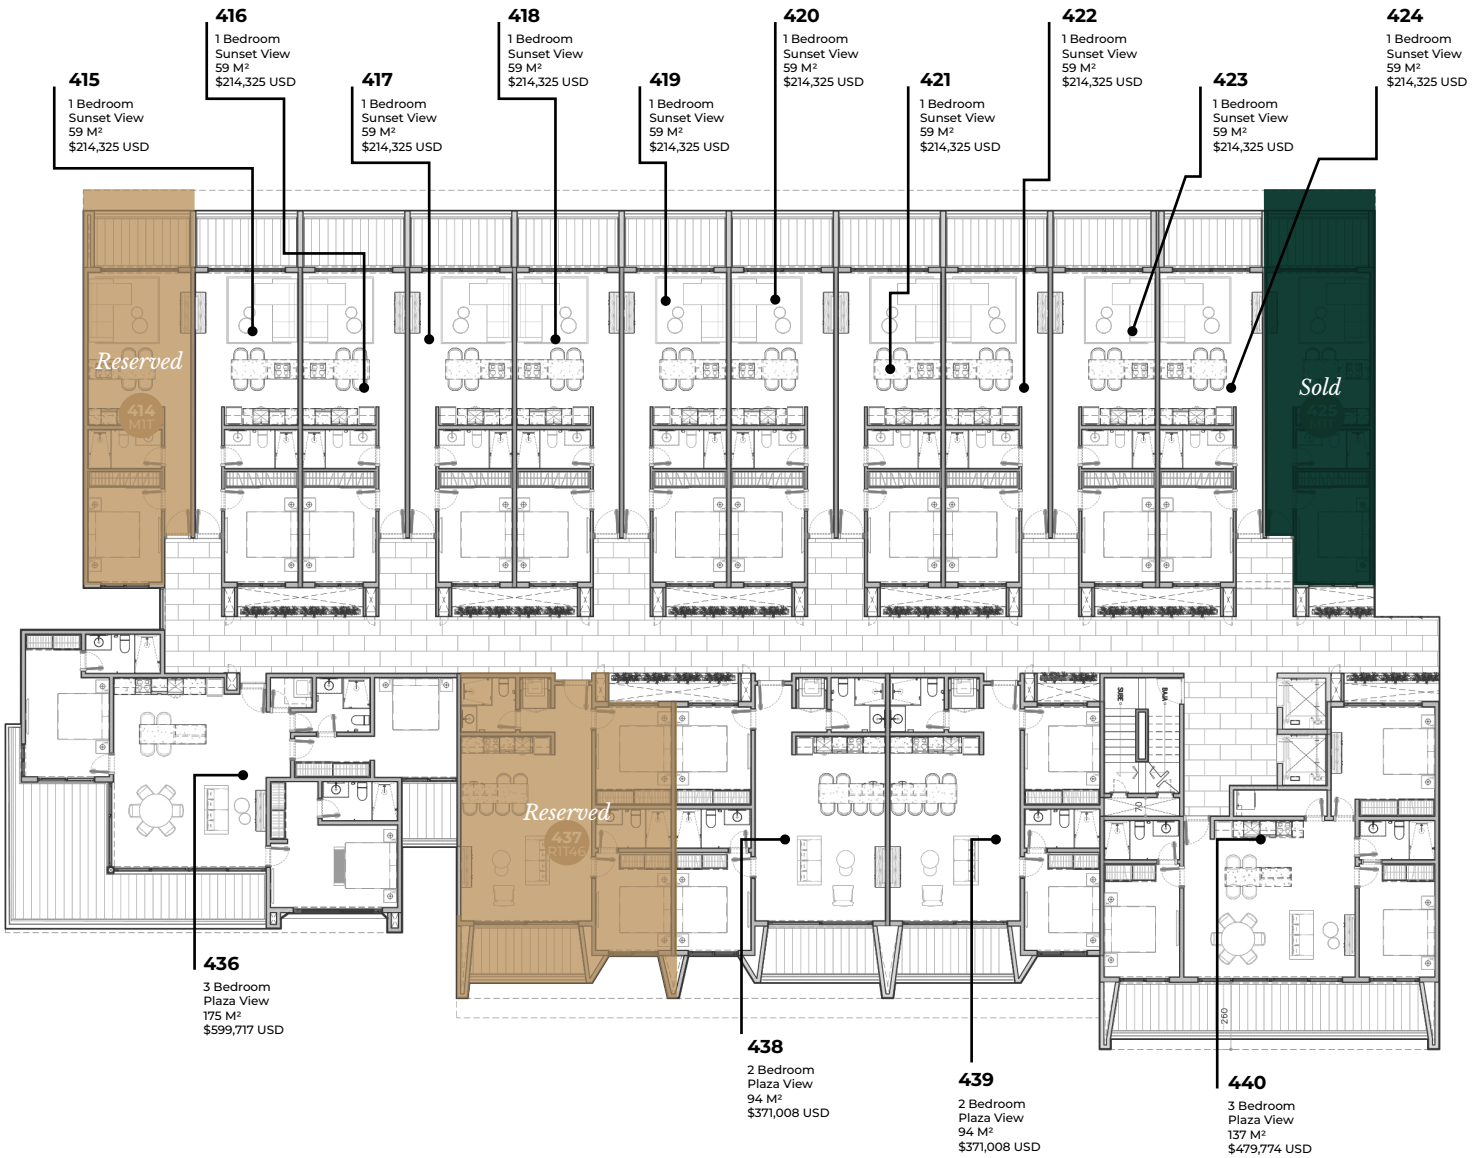 416
1 Bedroom
Sunset View
59 M²
$214,325 USD
418
1 Bedroom
Sunset View
59 M²
$214,325 USD
420
1 Bedroom
Sunset View
59 M²
$214,325 USD
422
1 Bedroom
Sunset View
59 M²
$214,325 USD
424
1 Bedroom
Sunset View
59 M²
$214,325 USD
415
1 Bedroom
Sunset View
59 M²
$214,325 USD
417
1 Bedroom
Sunset View
59 M²
$214,325 USD
419
1 Bedroom
Sunset View
59 M²
$214,325 USD
421
1 Bedroom
Sunset View
59 M²
$214,325 USD
423
1 Bedroom
Sunset View
59 M²
$214,325 USD
Reserved
414
M1T
Sold
425
M1T
SUBE
BAJA
70
Reserved
437
R1T46
260
436
3 Bedroom
Plaza View
175 M²
$599,717 USD
438
2 Bedroom
Plaza View
94 M²
$371,008 USD
439
2 Bedroom
Plaza View
94 M²
$371,008 USD
440
3 Bedroom
Plaza View
137 M²
$479,774 USD